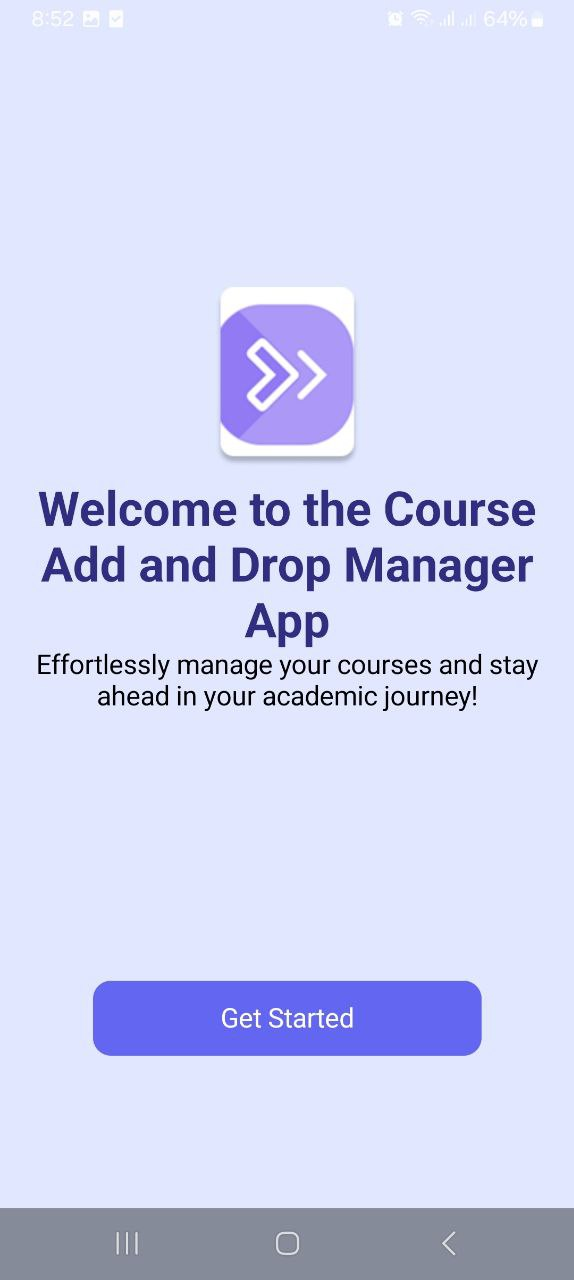 8:52 64%
Welcome to the Course
Add and Drop Manager
App
Effortlessly manage your courses and stay
ahead in your academic journey!
Get Started